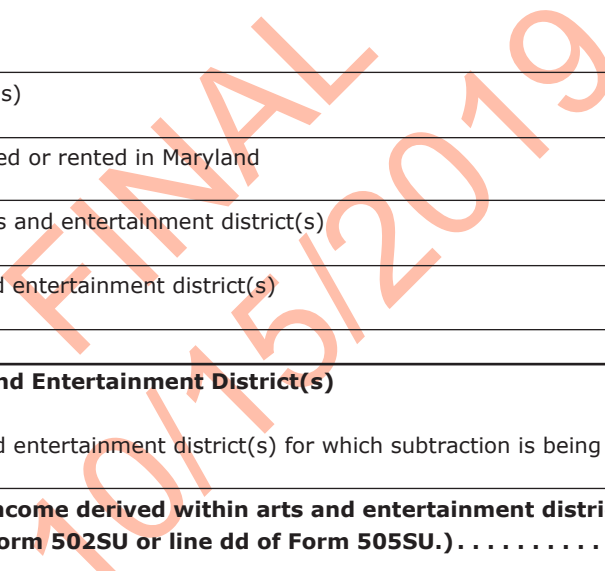 s)
ed or rented in Maryland
s and entertainment district(s)
d entertainment district(s)
nd Entertainment District(s)
d entertainment district(s) for which subtraction is being
ncome derived within arts and entertainment distri
orm 502SU or line dd of Form 505SU.) . . . . . . . . . .
FINAL
10/15/2019